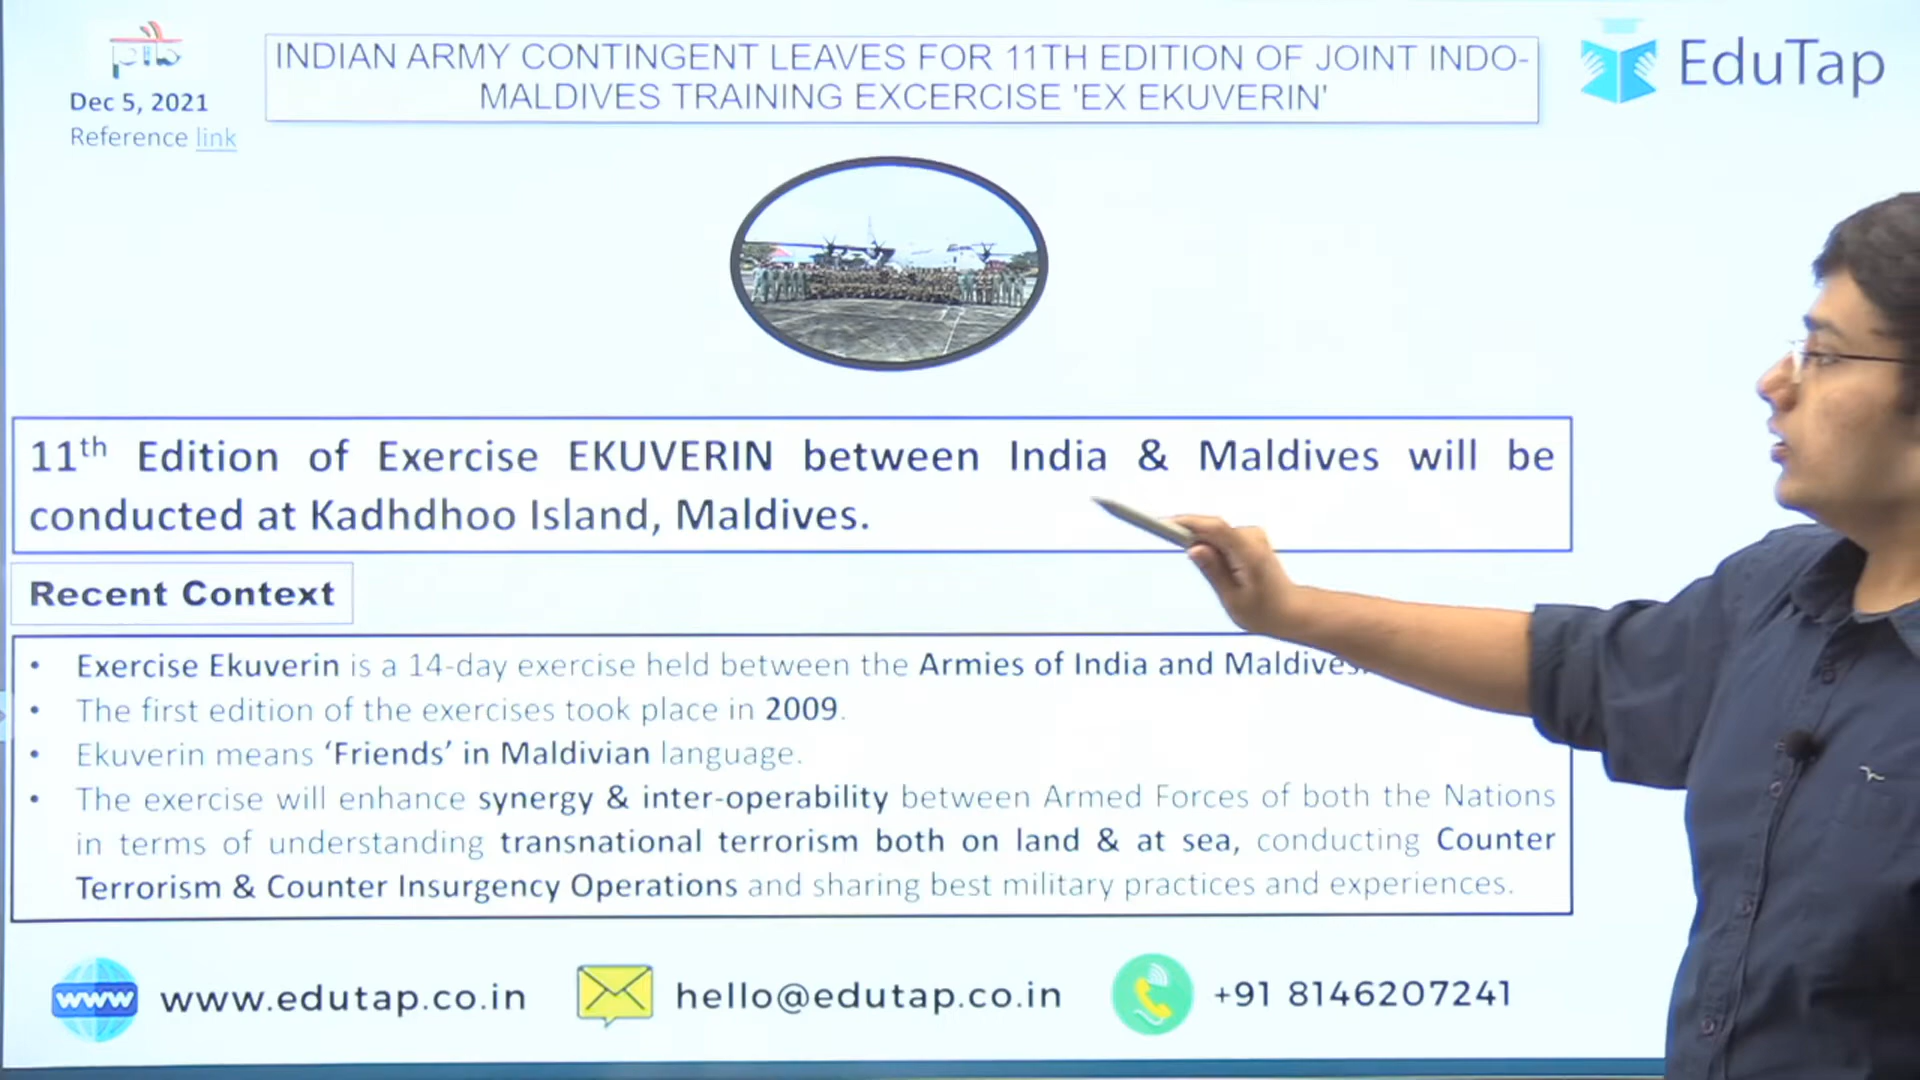 pib
Dec 5, 2021
Reference link
INDIAN ARMY CONTINGENT LEAVES FOR 11TH EDITION OF JOINT INDO-
MALDIVES TRAINING EXCERCISE 'EX EKUVERIN'
EduTap
11th Edition of Exercise EKUVERIN between India & Maldives will be
conducted at Kadhdhoo Island, Maldives.
Recent Context
• Exercise Ekuverin is a 14-day exercise held between the Armies of India and Maldives.
• The first edition of the exercises took place in 2009.
• Ekuverin means ‘Friends’ in Maldivian language.
• The exercise will enhance synergy & inter-operability between Armed Forces of both the Nations
in terms of understanding transnational terrorism both on land & at sea, conducting Counter
Terrorism & Counter Insurgency Operations and sharing best military practices and experiences.
www
www.edutap.co.in
hello@edutap.co.in
+91 8146207241